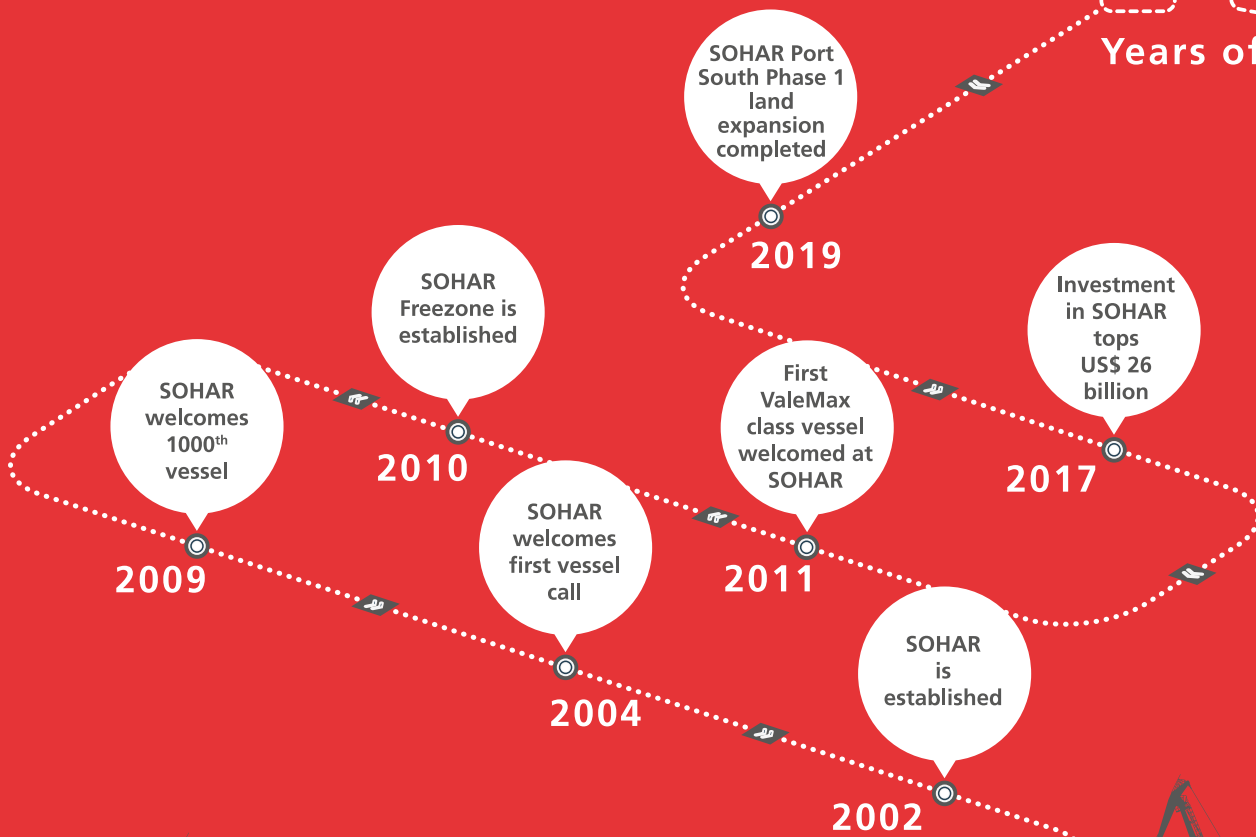 Years of
SOHAR Port
South Phase 1
land
expansion
completed
2019
SOHAR
Freezone is
established
2010
Investment
in SOHAR
tops
US$ 26
billion
2017
SOHAR
welcomes
1000th
vessel
2009
First
ValeMax
class vessel
welcomed at
SOHAR
2011
SOHAR
welcomes
first vessel
call
2004
SOHAR
is
established
2002